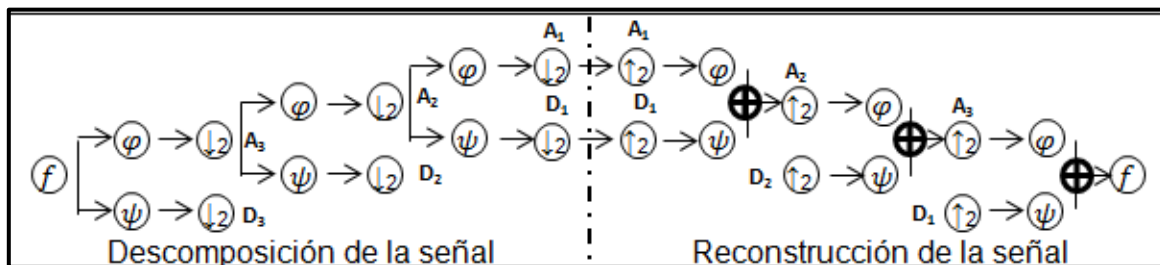 A₁ A₁
φ ↓2 ↑2 φ A₂
φ ↓2 A₂ D₁ D₁ ↑2 φ A₃
φ ↓2 A₃ ψ ↓2 ↑2 ψ ↑2 φ
f ψ ↓2 D₂ D₂ ↑2 ψ f
ψ ↓2 D₃ D₁ ↑2 ψ
Descomposición de la señal Reconstrucción de la señal